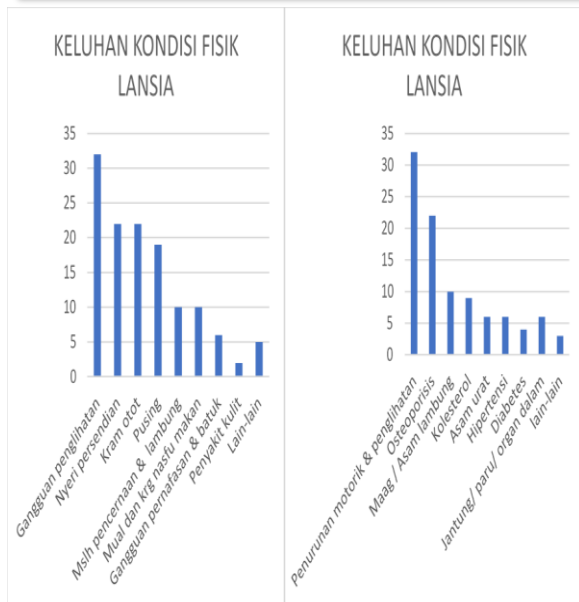 KELUHAN KONDISI FISIK
LANSIA
35
30
25
20
15
10
5
0
Gangguan penglihatan
Nyeri persendian
Kram otot
Pusing
Mslh pencernaan & lambung
Mual dan krg nasfu makan
Gangguan pernafasan & batuk
Penyakit kulit
Lain-lain
KELUHAN KONDISI FISIK
LANSIA
35
30
25
20
15
10
5
0
Penurunan motorik & penglihatan
Osteoporisis
Maag / Asam lambung
Kolesterol
Asam urat
Hipertensi
Diabetes
Jantung/ paru/ organ dalam
lain-lain